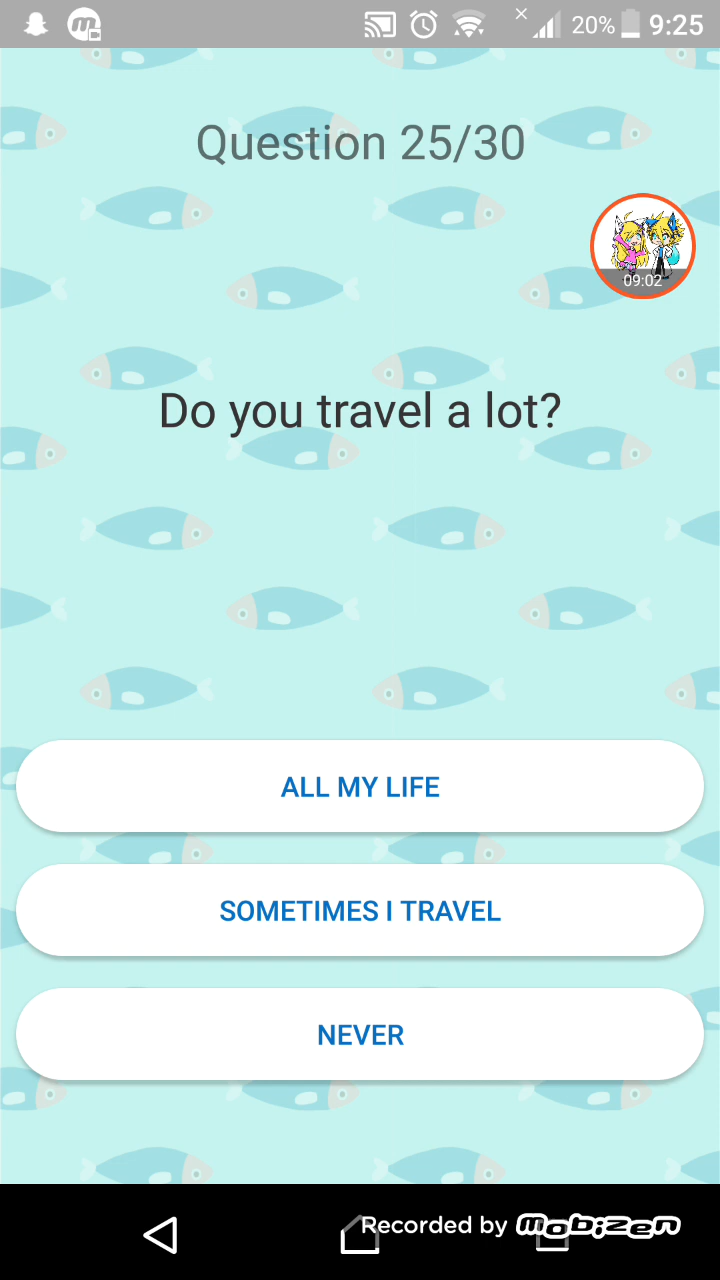 20% 9:25
Question 25/30
09:02
Do you travel a lot?
ALL MY LIFE
SOMETIMES I TRAVEL
NEVER
Recorded by mobizen